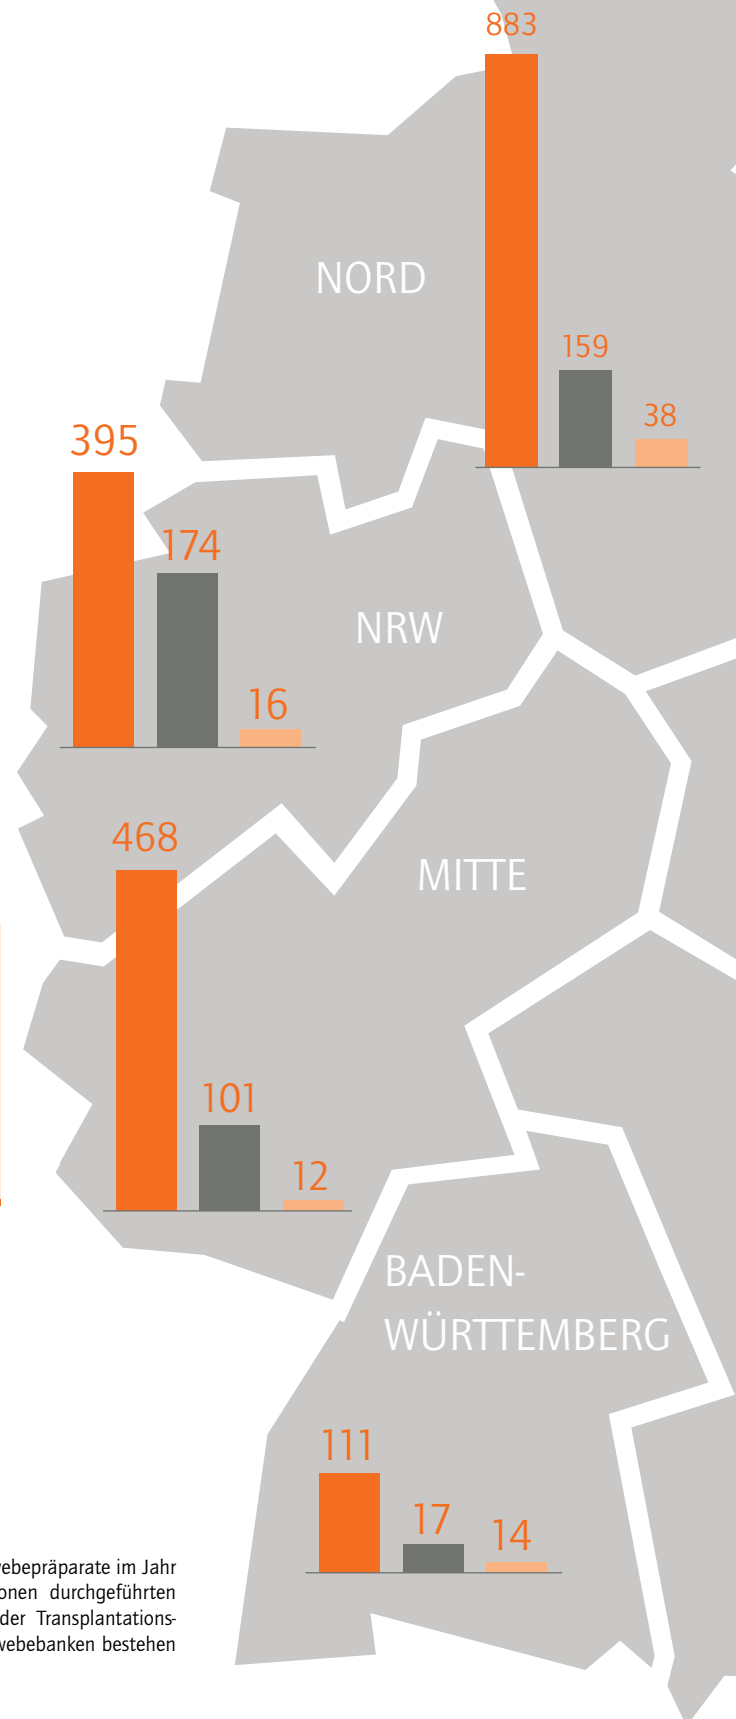 883
NORD
159
38
395
174
NRW
16
468
MITTE
101
12
BADEN-
WÜRTTEMBERG
111
17
14
webepräparate im Jahr
onen durchgeführten
der Transplantations-
webebanken bestehen